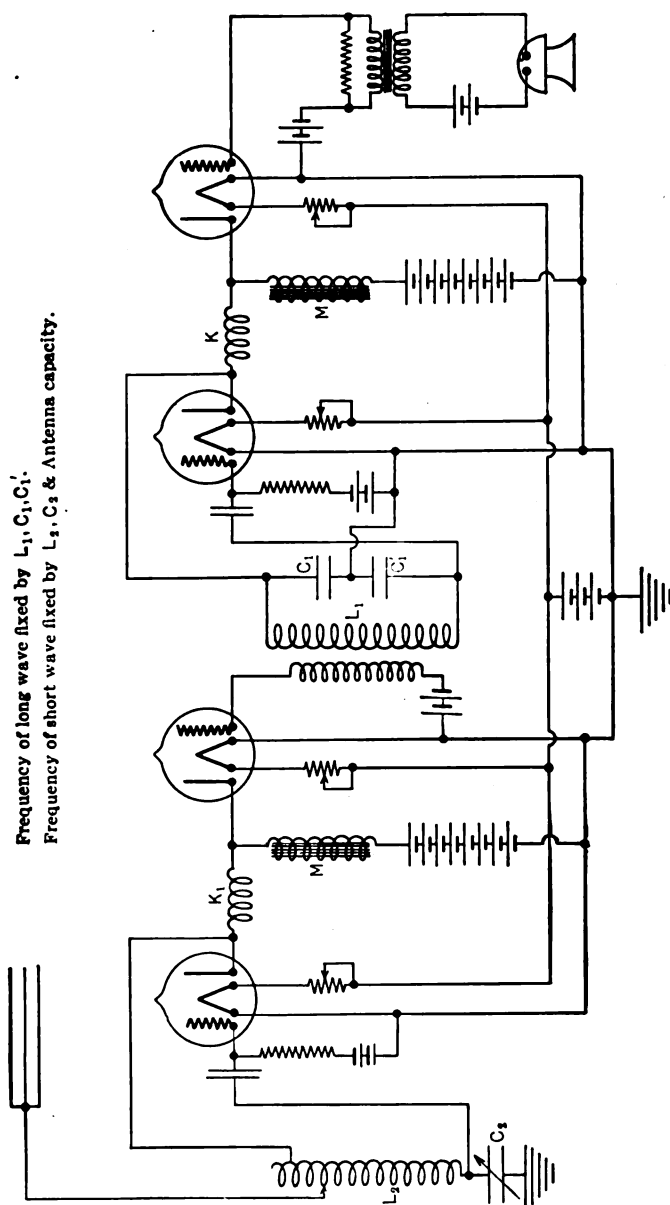 Frequency of long wave fixed by L₁, C₁, C₁'.
Frequency of short wave fixed by L₂, C₂ & Antenna capacity.
K
M
C₁
C₁'
L₁
K₁
M
L₂
C₂